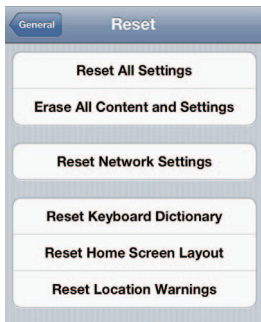 General
Reset
Reset All Settings
Erase All Content and Settings
Reset Network Settings
Reset Keyboard Dictionary
Reset Home Screen Layout
Reset Location Warnings